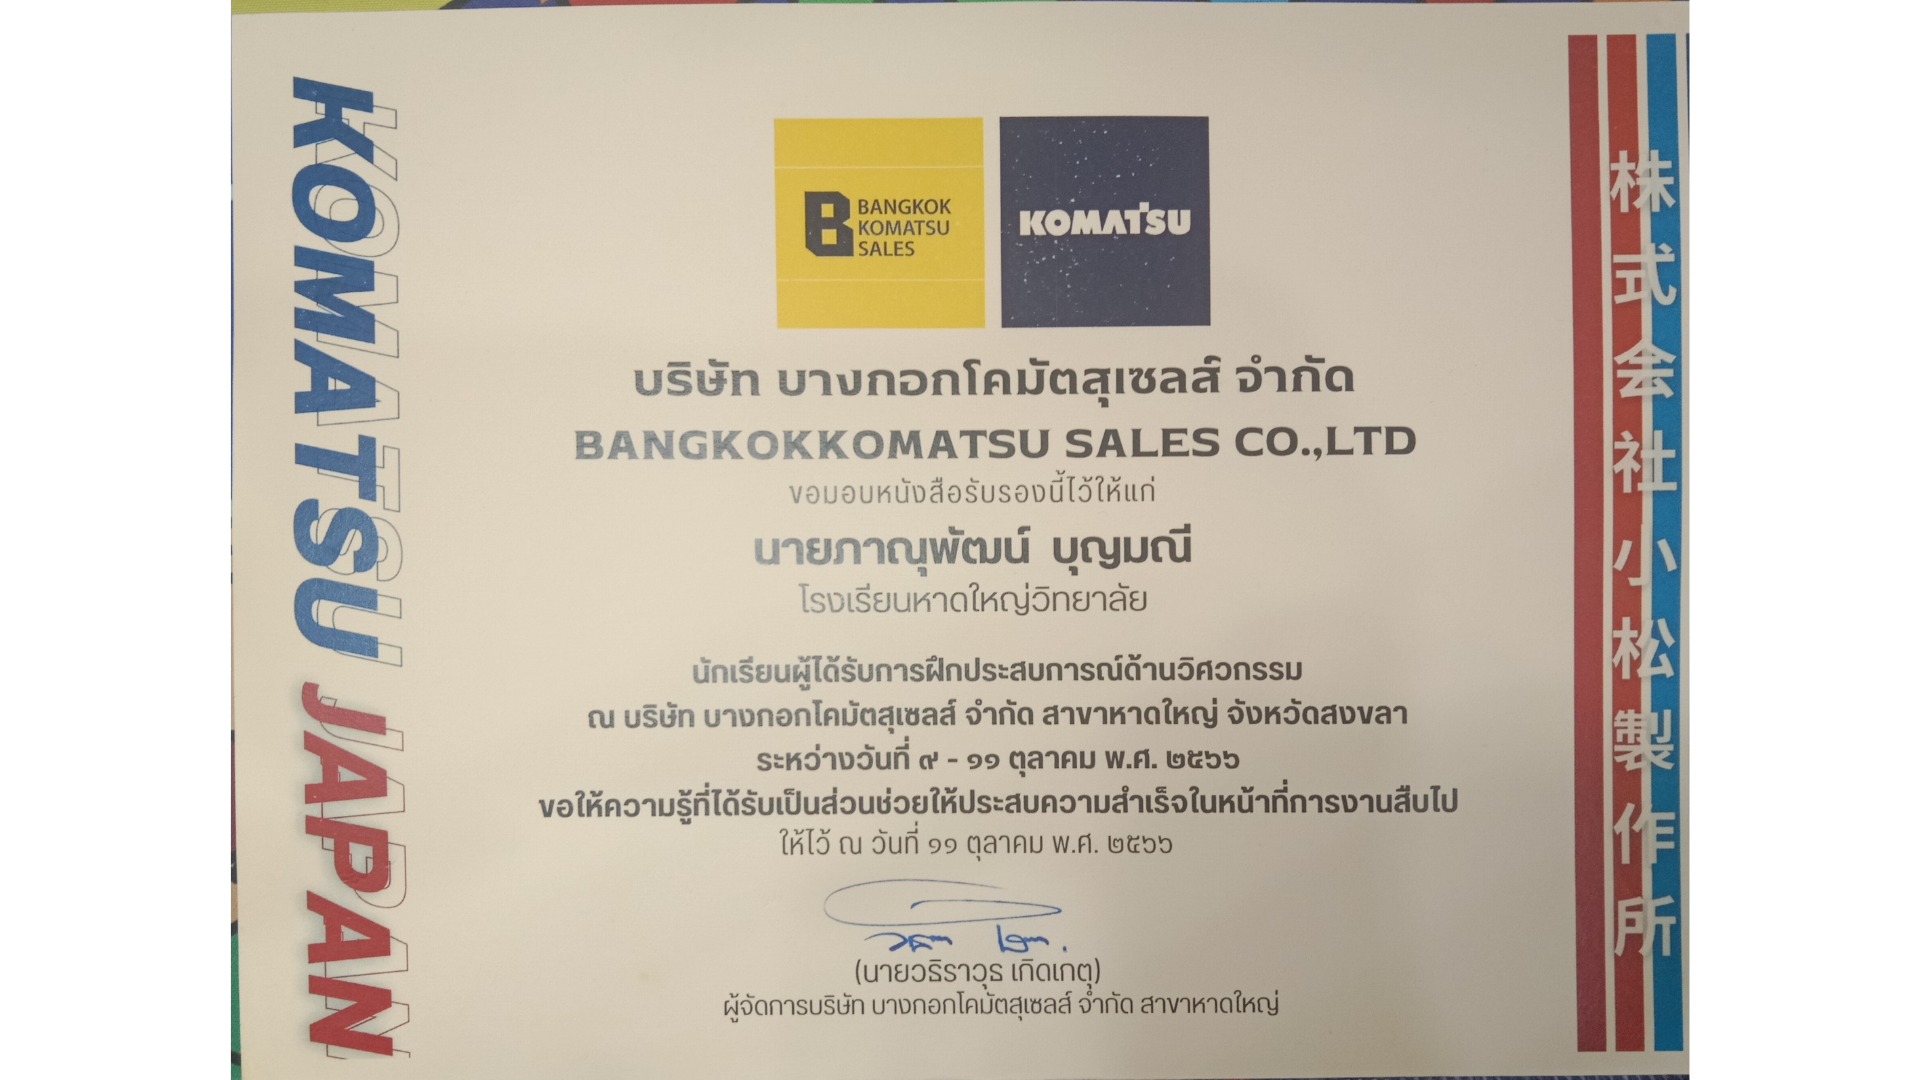 KOMATSU JAPAN
BANGKOK
KOMATSU
SALES
KOMATSU
บริษัท บางกอกโคมัตสุเซลส์ จำกัด
BANGKOKKOMATSU SALES CO.,LTD
ขอมอบหนังสือรับรองนี้ไว้ให้แก่
นายภาณุพัฒน์ บุญมณี
โรงเรียนหาดใหญ่วิทยาลัย
นักเรียนผู้ได้รับการฝึกประสบการณ์ด้านวิศวกรรม
ณ บริษัท บางกอกโคมัตสุเซลส์ จำกัด สาขาหาดใหญ่ จังหวัดสงขลา
ระหว่างวันที่ ๙ - ๑๑ ตุลาคม พ.ศ. ๒๕๖๖
ขอให้ความรู้ที่ได้รับเป็นส่วนช่วยให้ประสบความสำเร็จในหน้าที่การงานสืบไป
ให้ไว้ ณ วันที่ ๑๑ ตุลาคม พ.ศ. ๒๕๖๖
(นายวธิราวุธ เกิดเกตุ)
ผู้จัดการบริษัท บางกอกโคมัตสุเซลส์ จำกัด สาขาหาดใหญ่
株式会社小松製作所